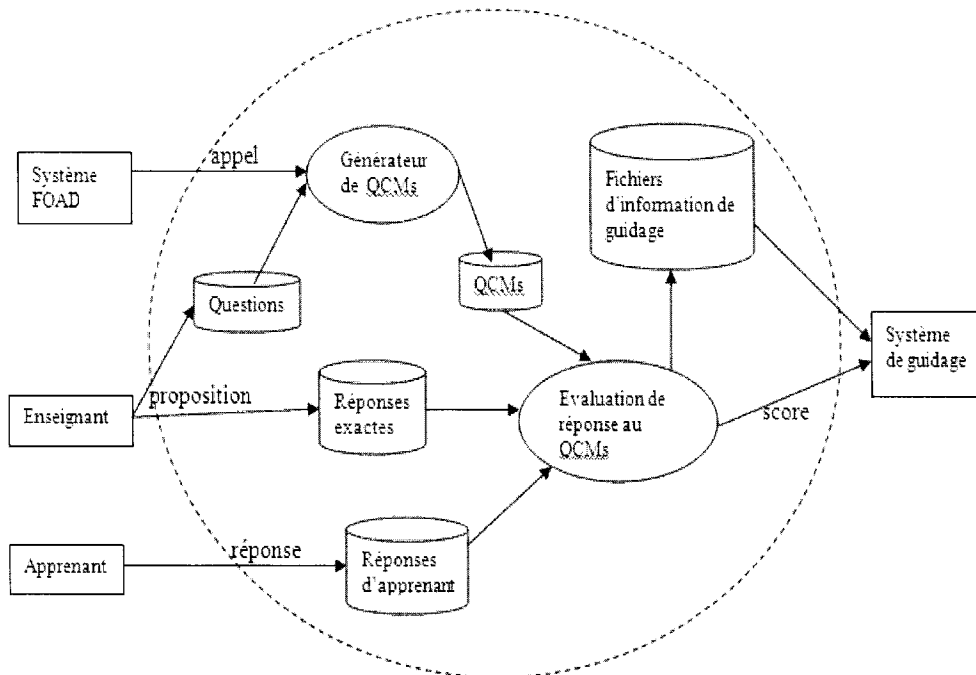 appel
Système
FOAD
Générateur
de QCMs
Fichiers
d'information de
guidage
Questions
QCMs
Système
de guidage
Enseignant
proposition
Réponses
exactes
Evaluation de
réponse au
QCMs
score
Apprenant
réponse
Réponses
d'apprenant